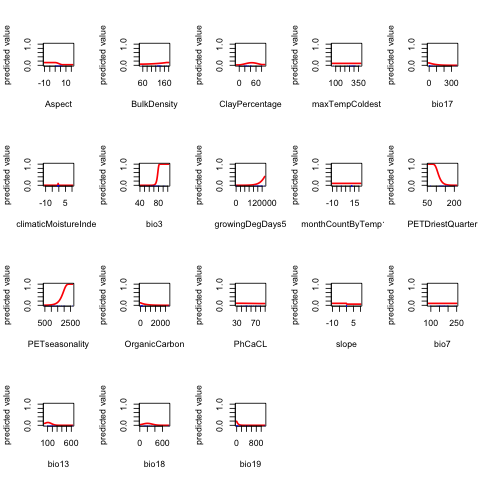 predicted value
0.0 1.0
-10 10
Aspect
predicted value
0.0 1.0
60 160
BulkDensity
predicted value
0.0 1.0
0 60
ClayPercentage
predicted value
0.0 1.0
100 350
maxTempColdest
predicted value
0.0 1.0
0 300
bio17
predicted value
0.0 1.0
-10 5
climaticMoistureInde
predicted value
0.0 1.0
40 80
bio3
predicted value
0.0 1.0
0 120000
growingDegDays5
predicted value
0.0 1.0
-10 15
monthCountByTemp
predicted value
0.0 1.0
50 200
PETDriestQuarter
predicted value
0.0 1.0
500 2500
PETseasonality
predicted value
0.0 1.0
0 2000
OrganicCarbon
predicted value
0.0 1.0
30 70
PhCaCL
predicted value
0.0 1.0
-10 5
slope
predicted value
0.0 1.0
100 250
bio7
predicted value
0.0 1.0
100 600
bio13
predicted value
0.0 1.0
0 600
bio18
predicted value
0.0 1.0
0 800
bio19